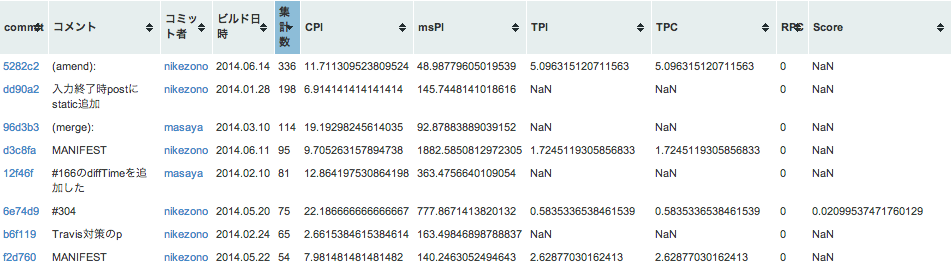 commit コメント コミット者 ビルド日時 集計数 CPI msPI TPI TPC RPC Score
5282c2 (amend): nikezono 2014.06.14 336 11.711309523809524 48.98779605019539 5.096315120711563 5.096315120711563 0 NaN
dd90a2 入力終了時postにstatic追加 nikezono 2014.01.28 198 6.914141414141414 145.7448141018616 NaN NaN 0 NaN
96d3b3 (merge): masaya 2014.03.10 114 19.19298245614035 92.87883889039152 NaN NaN 0 NaN
d3c8fa MANIFEST nikezono 2014.06.11 95 9.705263157894738 1882.5850812972305 1.7245119305856833 1.7245119305856833 0 NaN
12f46f #166のdiffTimeを追加した masaya 2014.02.10 81 12.864197530864198 363.4756640109054 NaN NaN 0 NaN
6e74d9 #304 nikezono 2014.05.20 75 22.186666666666667 777.8671413820132 0.5835336538461539 0.5835336538461539 0 0.02099537471760129
b6f119 Travis対策のp nikezono 2014.02.24 65 2.6615384615384614 163.49846898788837 NaN NaN 0 NaN
f2d760 MANIFEST nikezono 2014.05.22 54 7.981481481481482 140.2463052494643 2.62877030162413 2.62877030162413 0 NaN